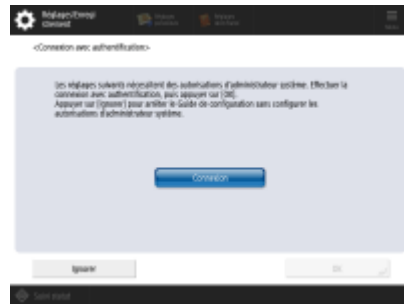 Réglages/Enregi
strement
<Connexion avec authentification>
Les réglages suivants nécessitent des autorisations d'administrateur système. Effectuer la
connexion avec authentification, puis appuyer sur [OK].
Appuyer sur [Ignorer] pour arrêter le Guide de configuration sans configurer les
autorisations d'administrateur système.
Connexion
Ignorer
OK